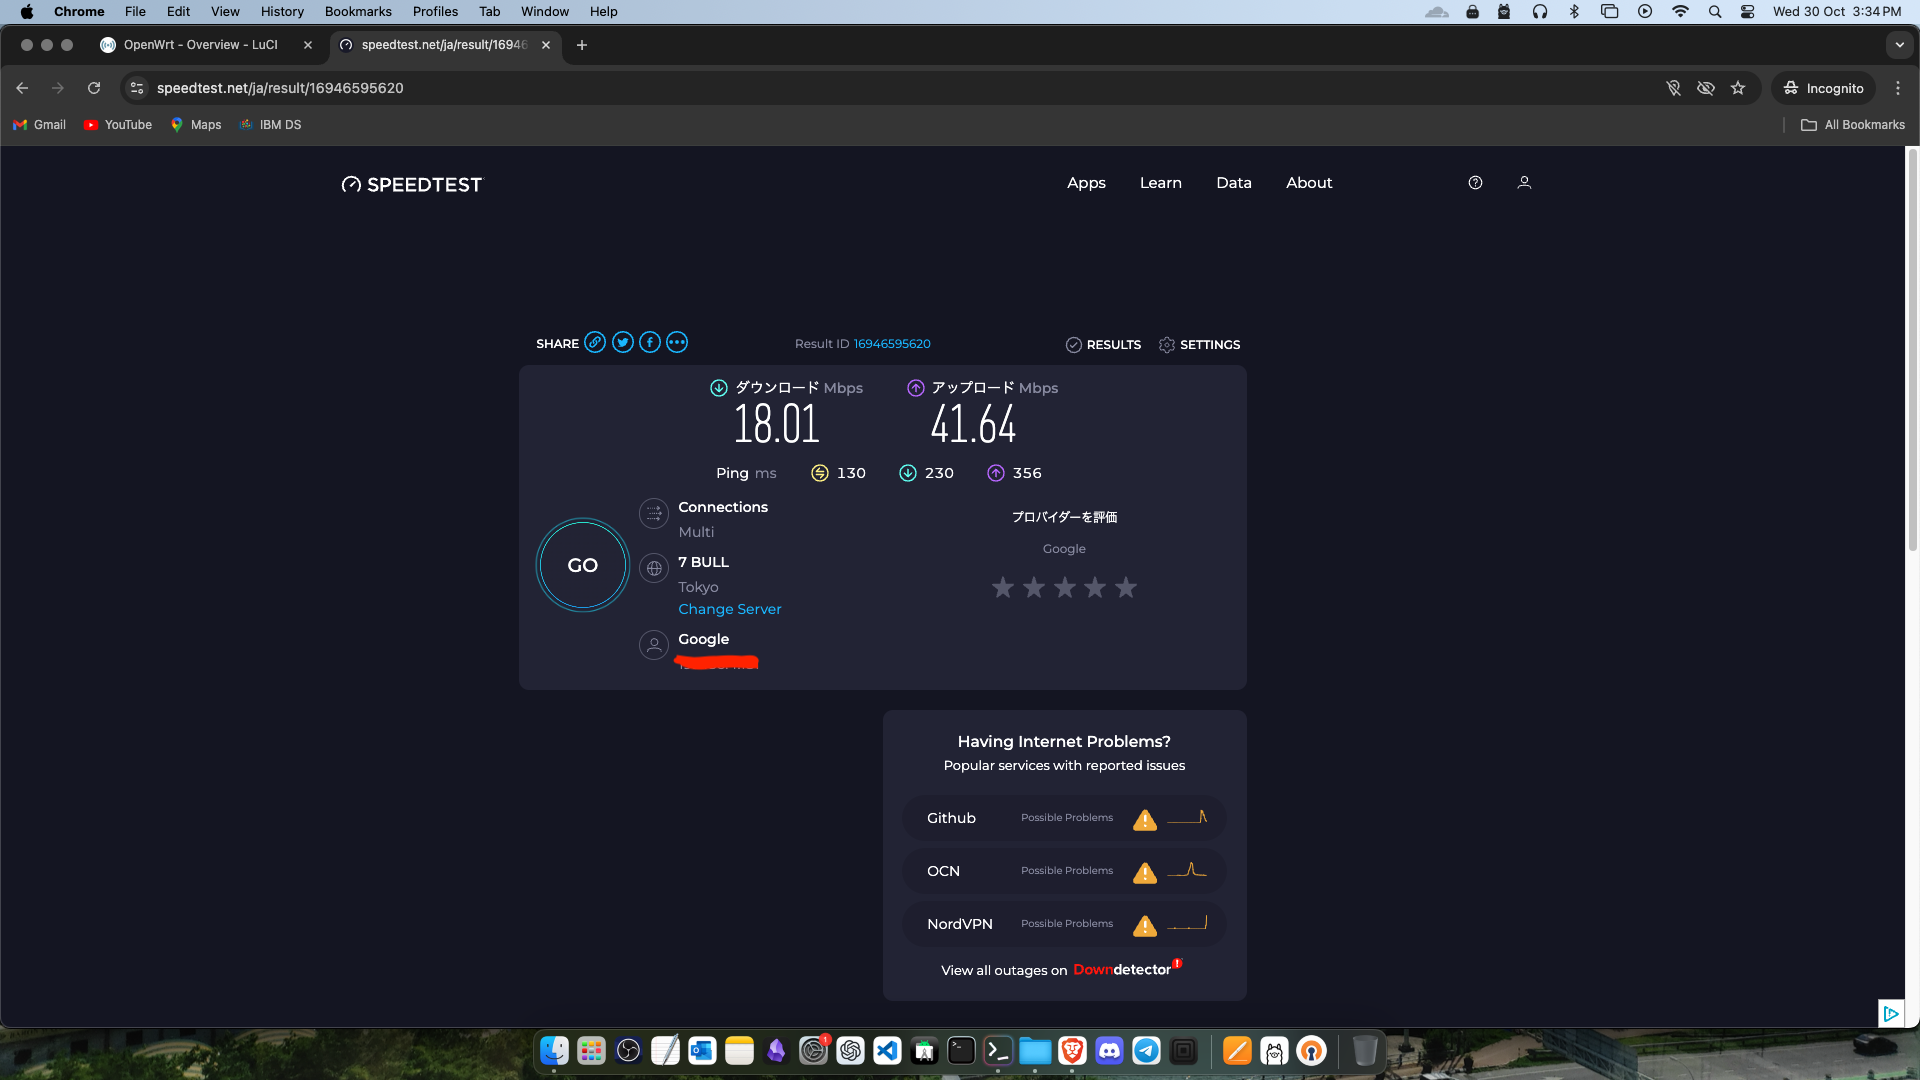 Chrome File Edit View History Bookmarks Profiles Tab Window Help Wed 30 Oct 3:34 PM
OpenWrt - Overview - LuCI speedtest.net/ja/result/16946
speedtest.net/ja/result/16946595620 Incognito
Gmail YouTube Maps IBM DS All Bookmarks
SPEEDTEST Apps Learn Data About
SHARE Result ID 16946595620 RESULTS SETTINGS
ダウンロード Mbps アップロード Mbps
18.01 41.64
Ping ms 130 230 356
Connections
Multi
プロバイダーを評価
Google
GO
7 BULL
Tokyo
Change Server
Google
Having Internet Problems?
Popular services with reported issues
Github Possible Problems
OCN Possible Problems
NordVPN Possible Problems
View all outages on Downdetector
1